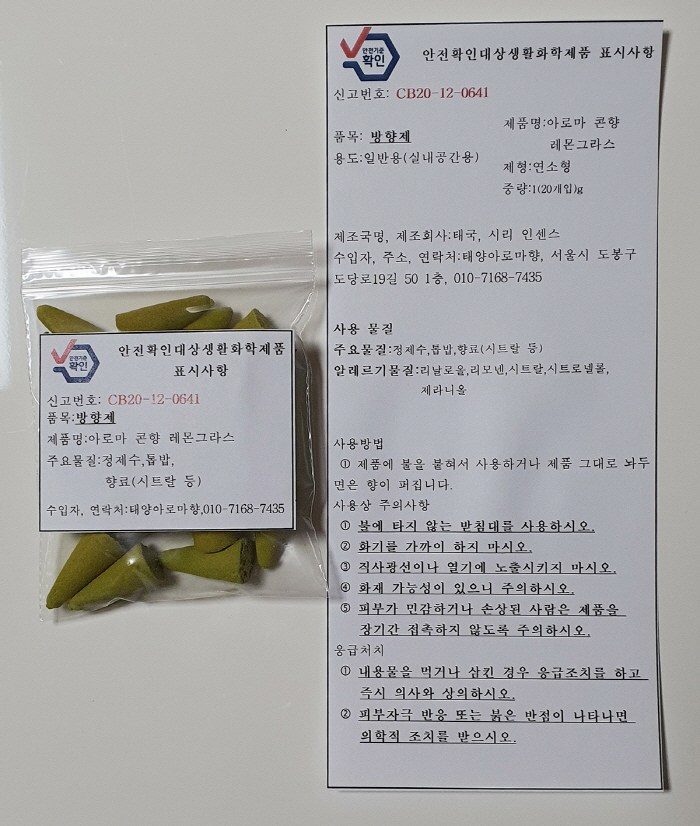 안전기준
확인
안전확인대상생활화학제품
표시사항
신고번호: CB20-12-0641
품목:방향제
제품명:아로마 콘향 레몬그라스
주요물질:정제수,톱밥,
향료(시트랄 등)
수입자, 연락처:태양아로마향,010-7168-7435
안전기준
확인
안전확인대상생활화학제품 표시사항
신고번호: CB20-12-0641
품목: 방향제
용도:일반용(실내공간용)
제품명:아로마 콘향
레몬그라스
제형:연소형
중량:1(20개입)g
제조국명, 제조회사:태국, 시리 인센스
수입자, 주소, 연락처:태양아로마향, 서울시 도봉구
도당로19길 50 1층, 010-7168-7435
사용 물질
주요물질:정제수,톱밥,향료(시트랄 등)
알레르기물질:리날로올,리모넨,시트랄,시트로넬롤,
제라니올
사용방법
① 제품에 불을 붙혀서 사용하거나 제품 그대로 놔두
면은 향이 퍼집니다.
사용상 주의사항
① 불에 타지 않는 받침대를 사용하시오.
② 화기를 가까이 하지 마시오.
③ 직사광선이나 열기에 노출시키지 마시오.
④ 화재 가능성이 있으니 주의하시오.
⑤ 피부가 민감하거나 손상된 사람은 제품을
장기간 접촉하지 않도록 주의하시오.
응급처치
① 내용물을 먹거나 삼킨 경우 응급조치를 하고
즉시 의사와 상의하시오.
② 피부자극 반응 또는 붉은 반점이 나타나면
의학적 조치를 받으시오.